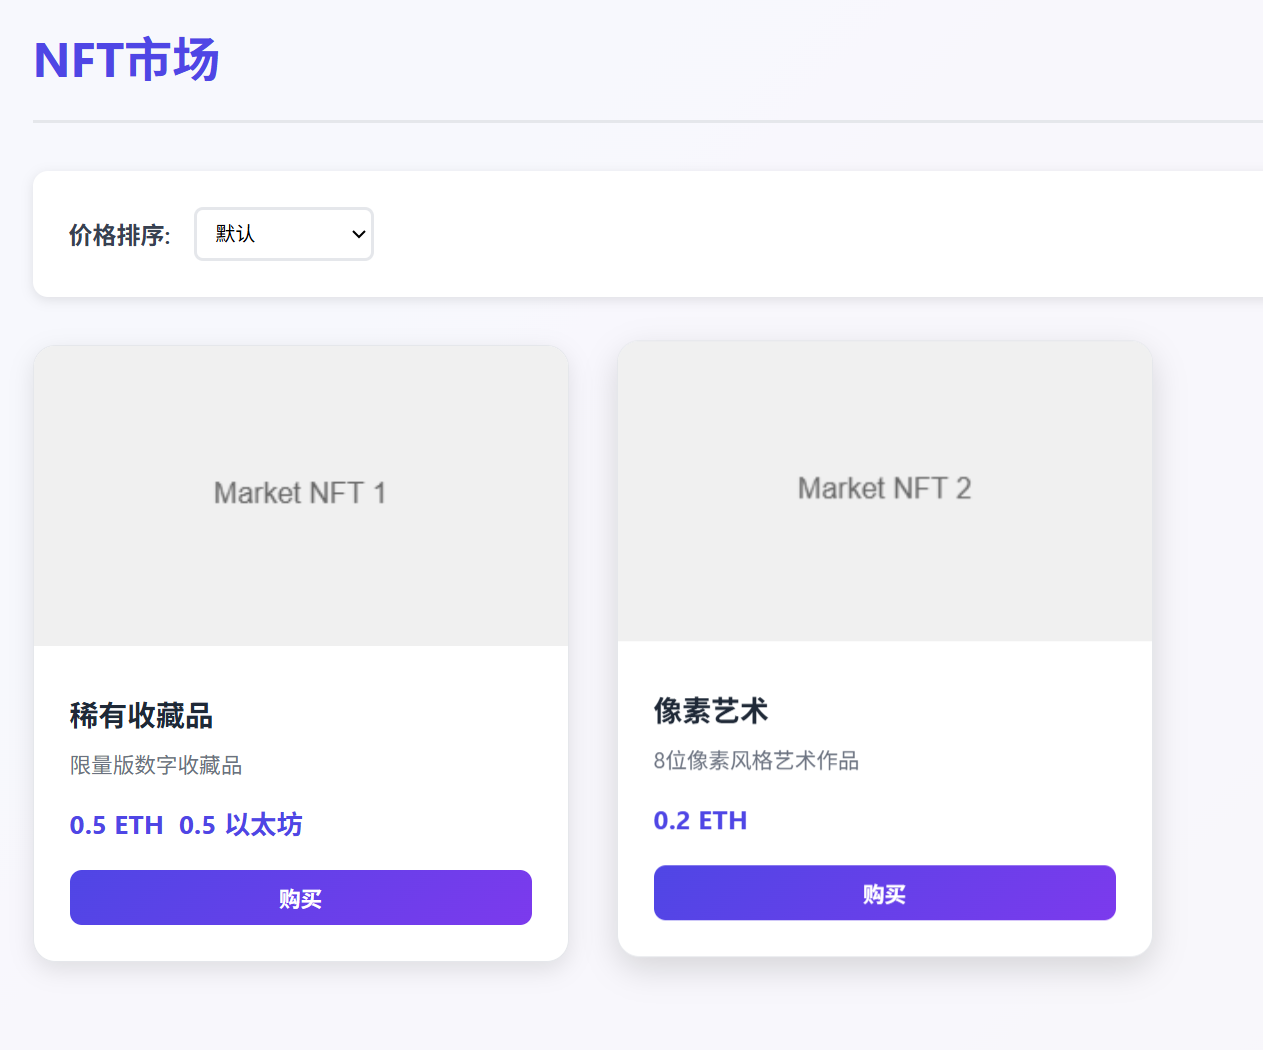 NFT市场
价格排序: 默认
Market NFT 1
稀有收藏品
限量版数字收藏品
0.5 ETH 0.5 以太坊
购买
Market NFT 2
像素艺术
8位像素风格艺术作品
0.2 ETH
购买